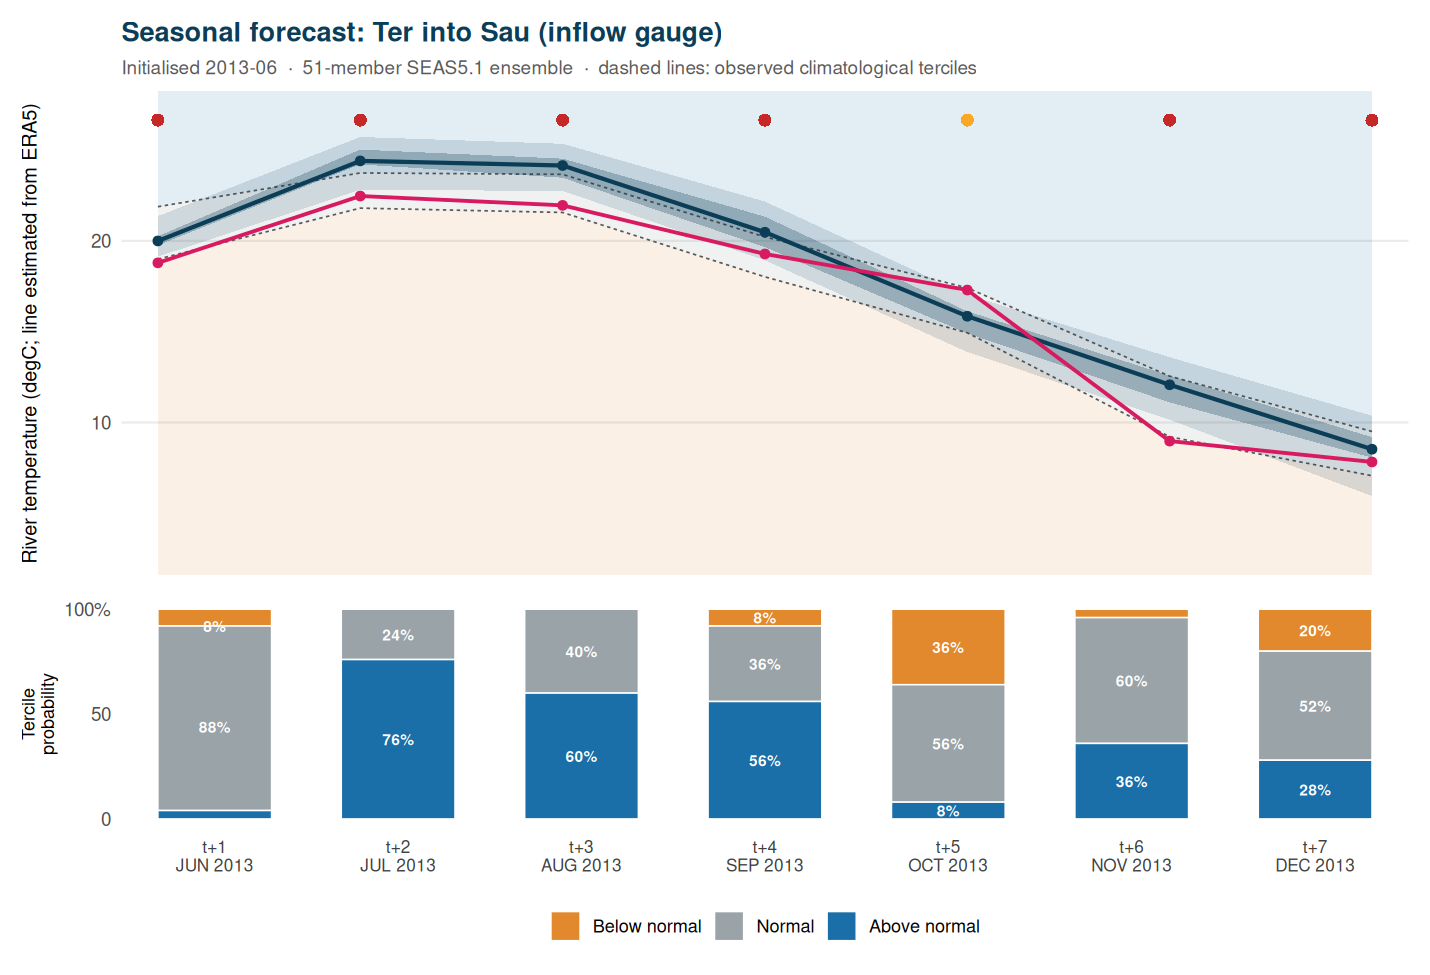 Seasonal forecast: Ter into Sau (inflow gauge)
Initialised 2013-06 · 51-member SEAS5.1 ensemble · dashed lines: observed climatological terciles
River temperature (degC; line estimated from ERA5)
20
10
Tercile
probability
100%
50
0
8%
88%
24%
76%
40%
60%
8%
36%
56%
36%
56%
8%
60%
36%
20%
52%
28%
t+1
JUN 2013
t+2
JUL 2013
t+3
AUG 2013
t+4
SEP 2013
t+5
OCT 2013
t+6
NOV 2013
t+7
DEC 2013
Below normal
Normal
Above normal